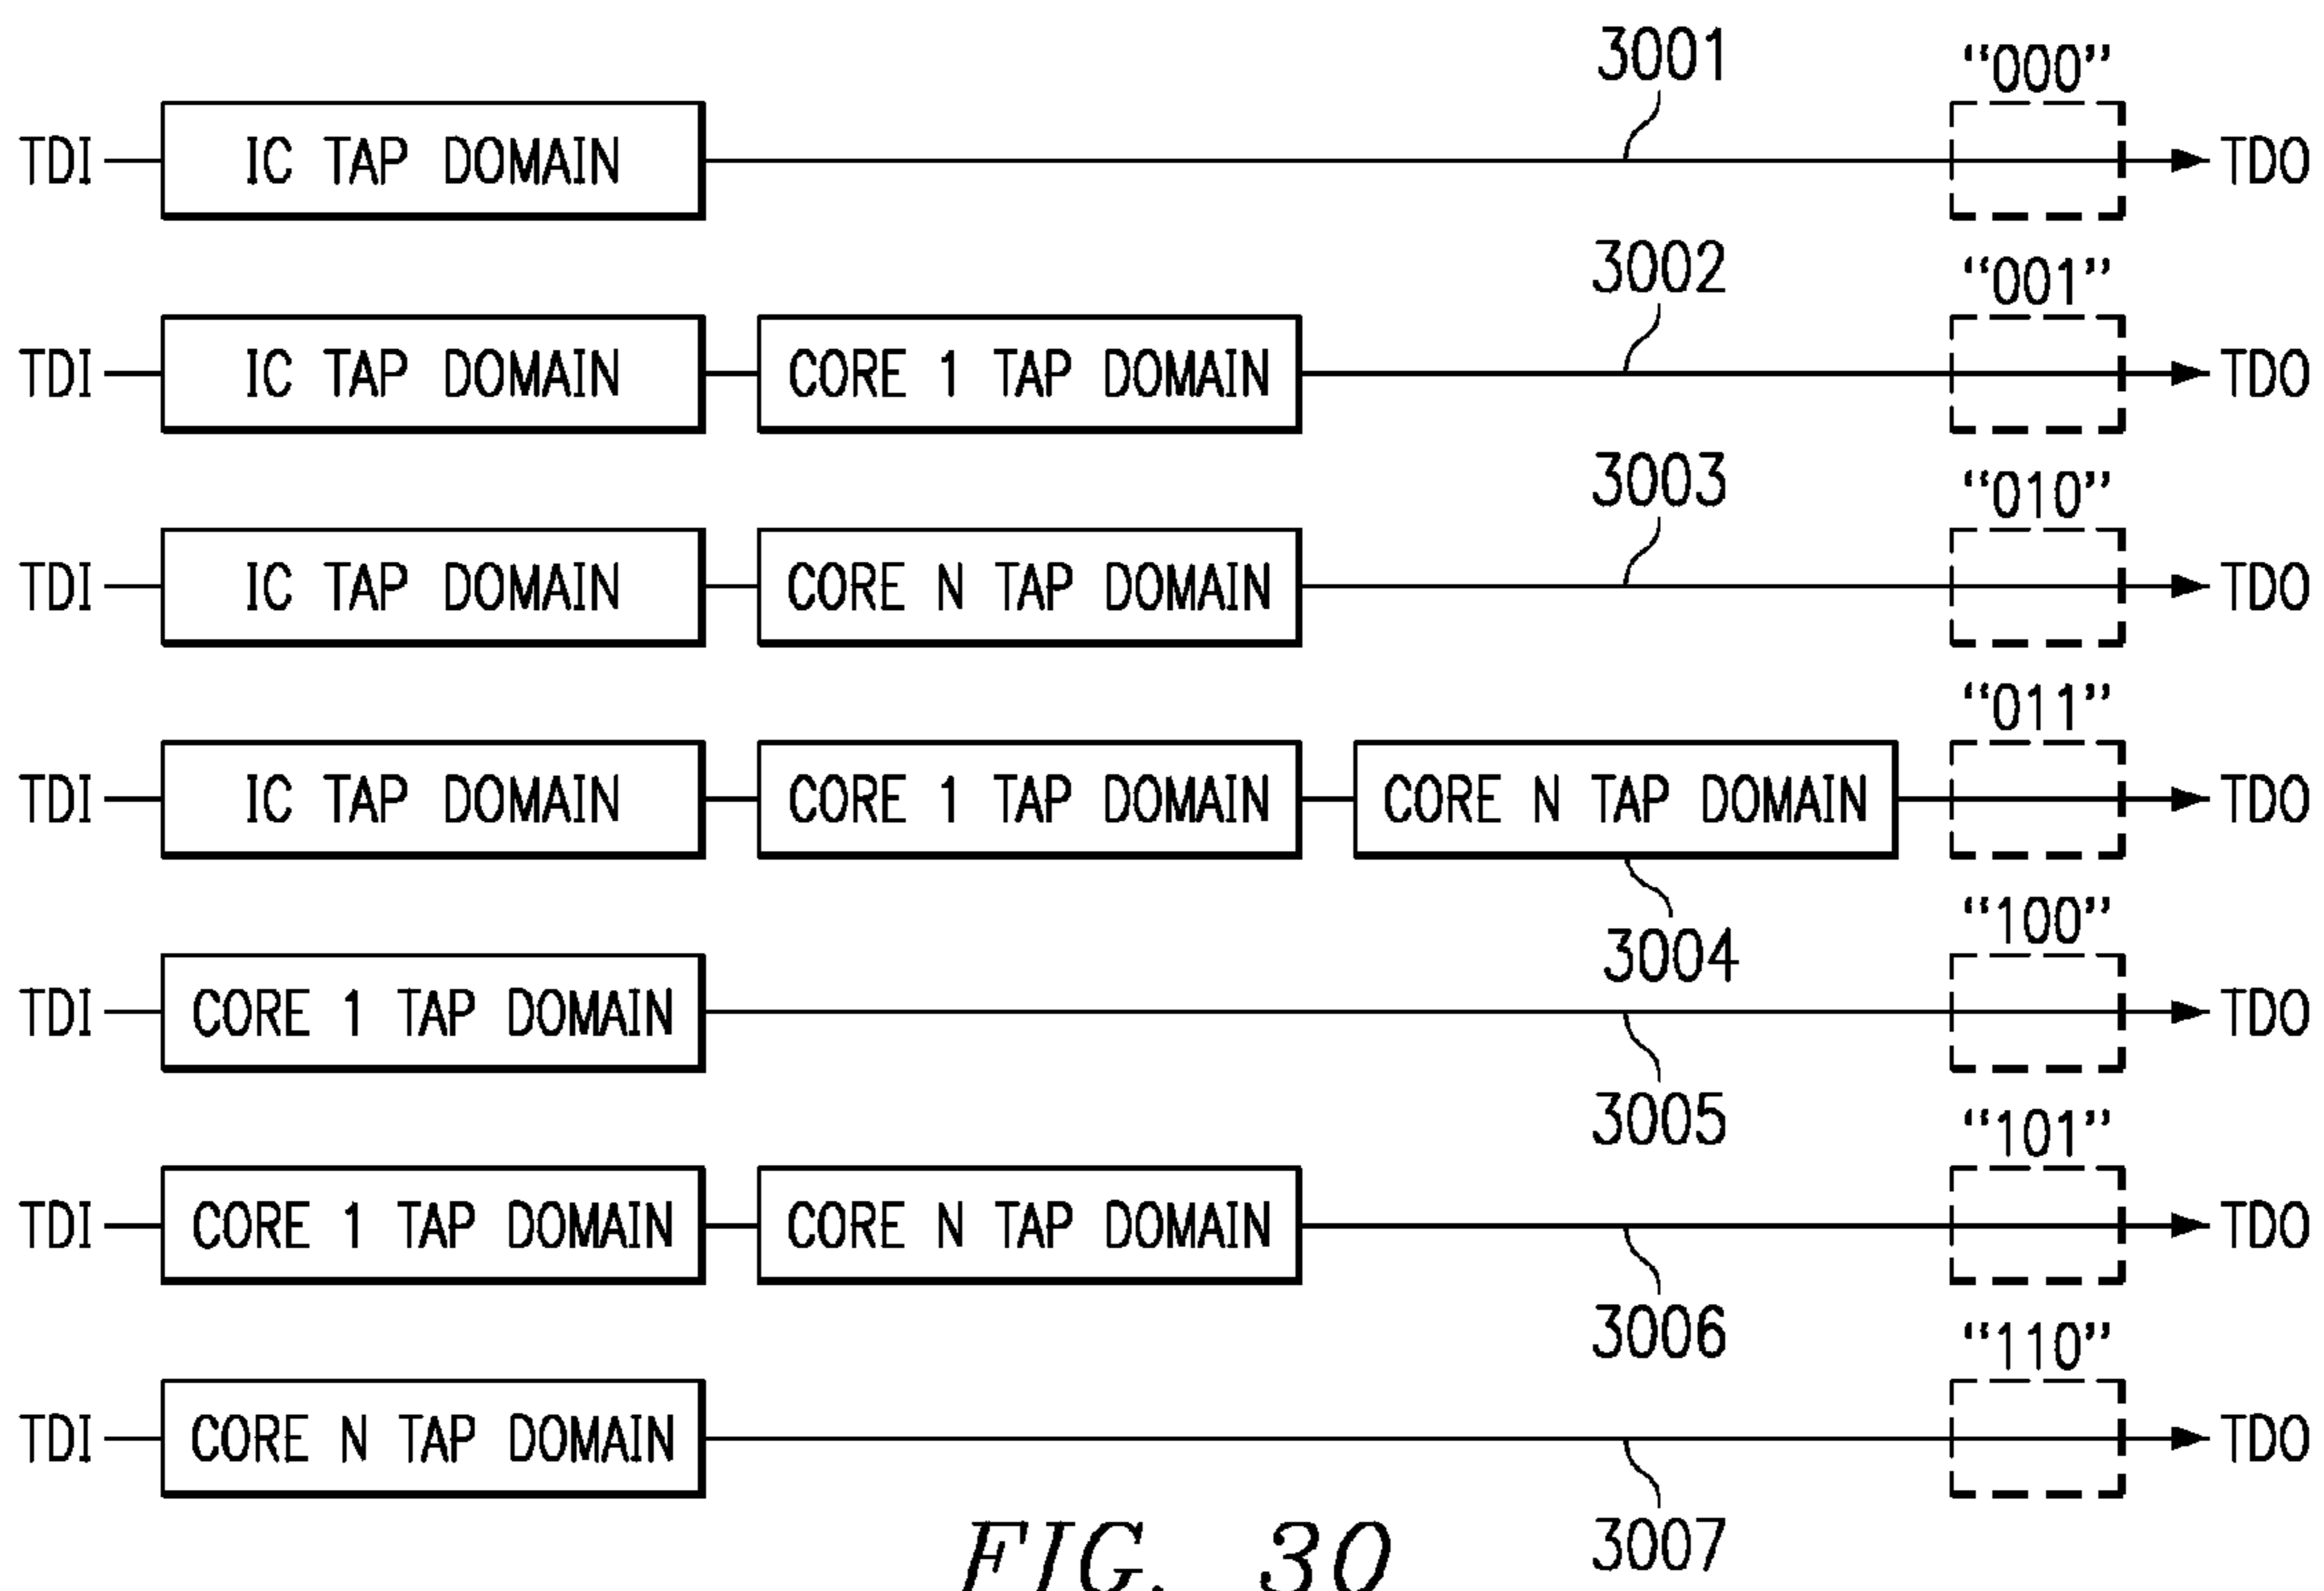 3001 "000"
TDI IC TAP DOMAIN TDO
3002 "001"
TDI IC TAP DOMAIN CORE 1 TAP DOMAIN TDO
3003 "010"
TDI IC TAP DOMAIN CORE N TAP DOMAIN TDO
"011"
TDI IC TAP DOMAIN CORE 1 TAP DOMAIN CORE N TAP DOMAIN TDO
3004 "100"
TDI CORE 1 TAP DOMAIN TDO
3005 "101"
TDI CORE 1 TAP DOMAIN CORE N TAP DOMAIN TDO
3006 "110"
TDI CORE N TAP DOMAIN TDO
3007
FIG. 30